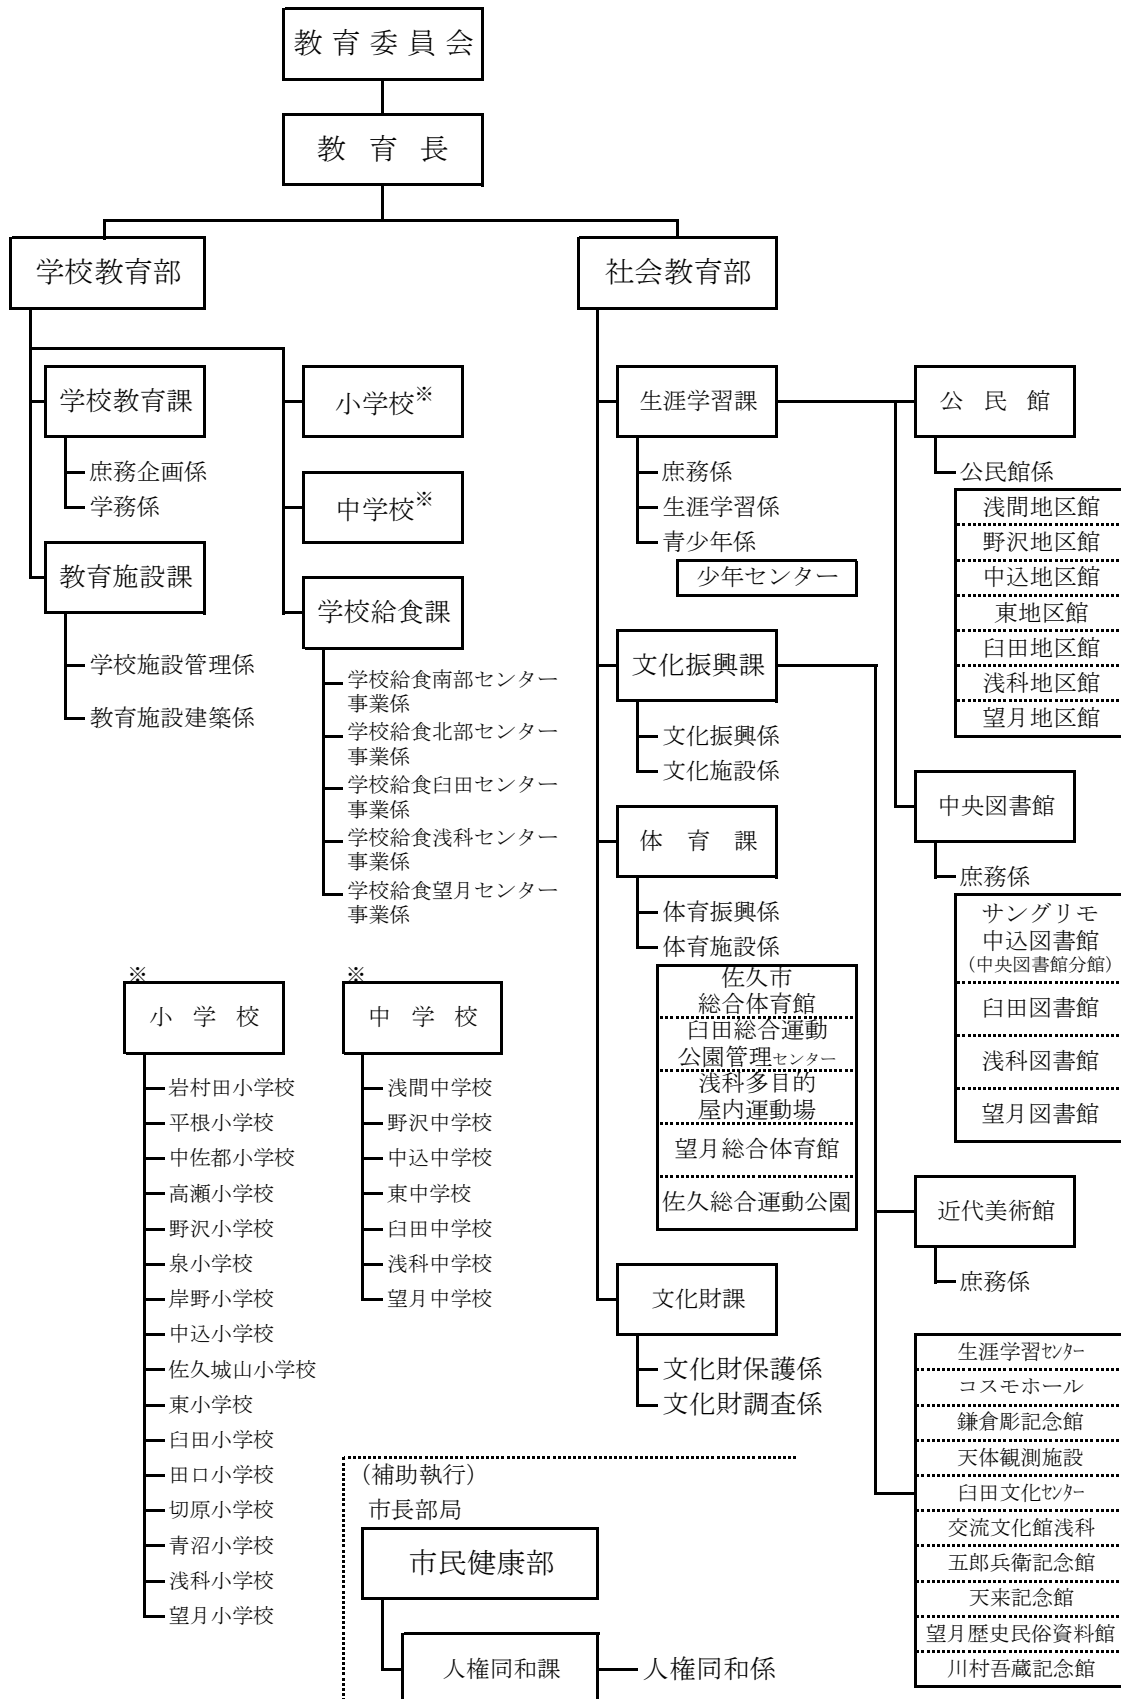 教育委員会
教育長
学校教育部
学校教育課
庶務企画係
学務係
教育施設課
学校施設管理係
教育施設建築係
小学校※
中学校※
学校給食課
学校給食南部センター
事業係
学校給食北部センター
事業係
学校給食臼田センター
事業係
学校給食浅科センター
事業係
学校給食望月センター
事業係
社会教育部
生涯学習課
庶務係
生涯学習係
青少年係
少年センター
文化振興課
文化振興係
文化施設係
体育課
体育振興係
体育施設係
佐久市
総合体育館
臼田総合運動
公園管理センター
浅科多目的
屋内運動場
望月総合体育館
佐久総合運動公園
文化財課
文化財保護係
文化財調査係
公民館
公民館係
浅間地区館
野沢地区館
中込地区館
東地区館
臼田地区館
浅科地区館
望月地区館
中央図書館
庶務係
サングリモ
中込図書館
(中央図書館分館)
臼田図書館
浅科図書館
望月図書館
近代美術館
庶務係
生涯学習ｾﾝﾀｰ
コスモホール
鎌倉彫記念館
天体観測施設
臼田文化ｾﾝﾀｰ
交流文化館浅科
五郎兵衛記念館
天来記念館
望月歴史民俗資料館
川村吾蔵記念館
※
小学校
岩村田小学校
平根小学校
中佐都小学校
高瀬小学校
野沢小学校
泉小学校
岸野小学校
中込小学校
佐久城山小学校
東小学校
臼田小学校
田口小学校
切原小学校
青沼小学校
浅科小学校
望月小学校
※
中学校
浅間中学校
野沢中学校
中込中学校
東中学校
臼田中学校
浅科中学校
望月中学校
(補助執行)
市長部局
市民健康部
人権同和課
人権同和係